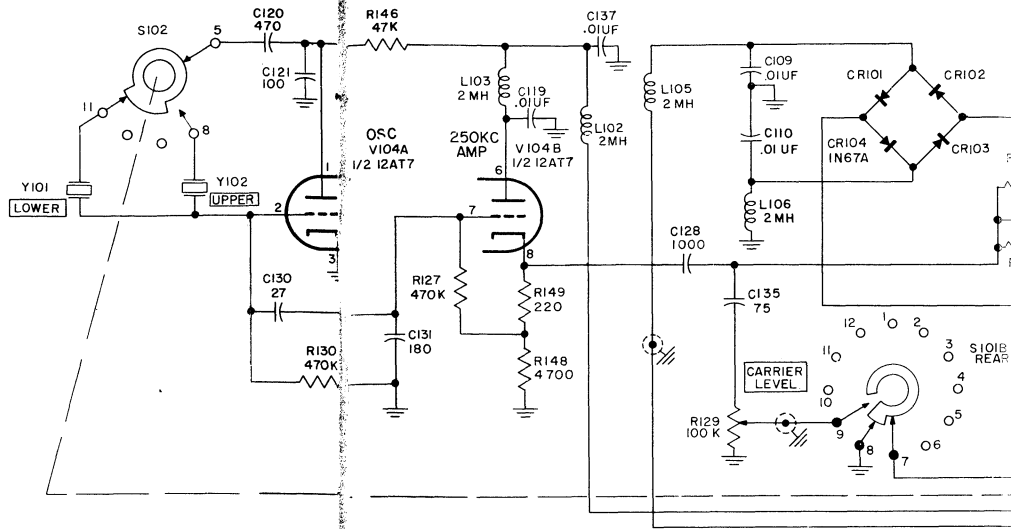 C120
470
R146
47K
C137
.01UF
S102
5
C121
100
L103
2 MH
C119
.01UF
L102
2MH
L105
2 MH
C109
.01UF
CR101
CR102
C110
.01 UF
CR104
1N67A
CR103
11
8
OSC
V104A
1/2 12AT7
250KC
AMP
V104B
1/2 12AT7
Y101
LOWER
Y102
UPPER
1
2
3
6
7
8
L106
2MH
C128
1000
C130
27
R127
470K
R149
220
C135
75
C131
180
R130
470K
R148
4700
CARRIER
LEVEL
R129
100 K
S101B
REAR
1
2
3
4
5
6
7
8
9
10
11
12